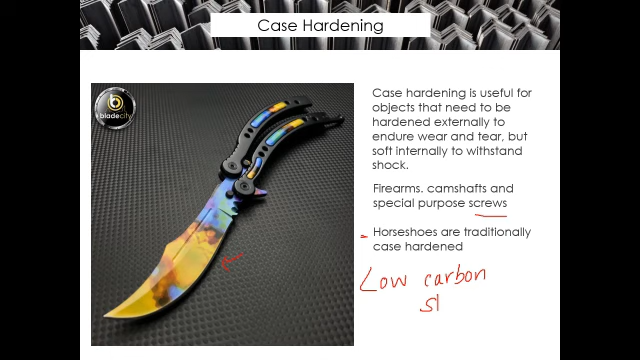 Case Hardening
bladecity
Case hardening is useful for
objects that need to be
hardened externally to
endure wear and tear, but
soft internally to withstand
shock.
Firearms. camshafts and
special purpose screws
Horseshoes are traditionally
case hardened
Low carbon
st